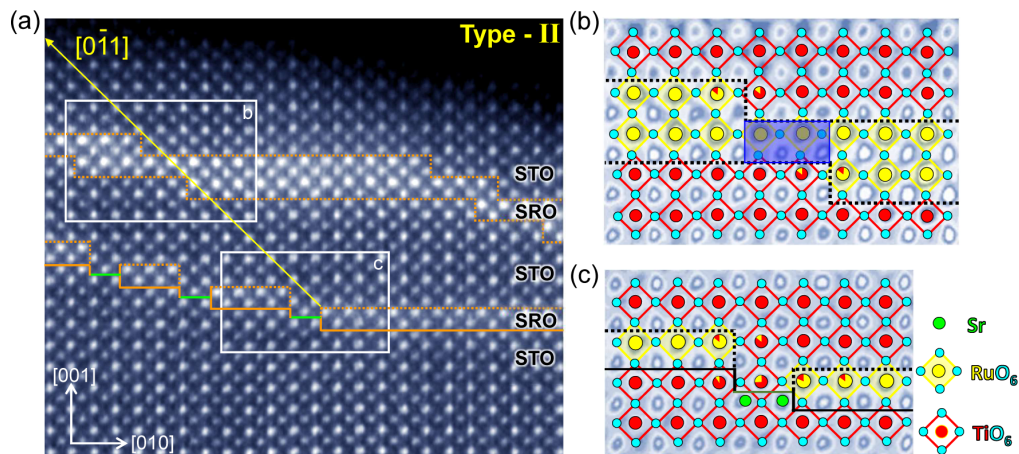 (a)
[01̄1]
Type - II
b
STO
SRO
STO
c
SRO
STO
[001]
[010]
(b)
(c)
Sr
RuO₆
TiO₆